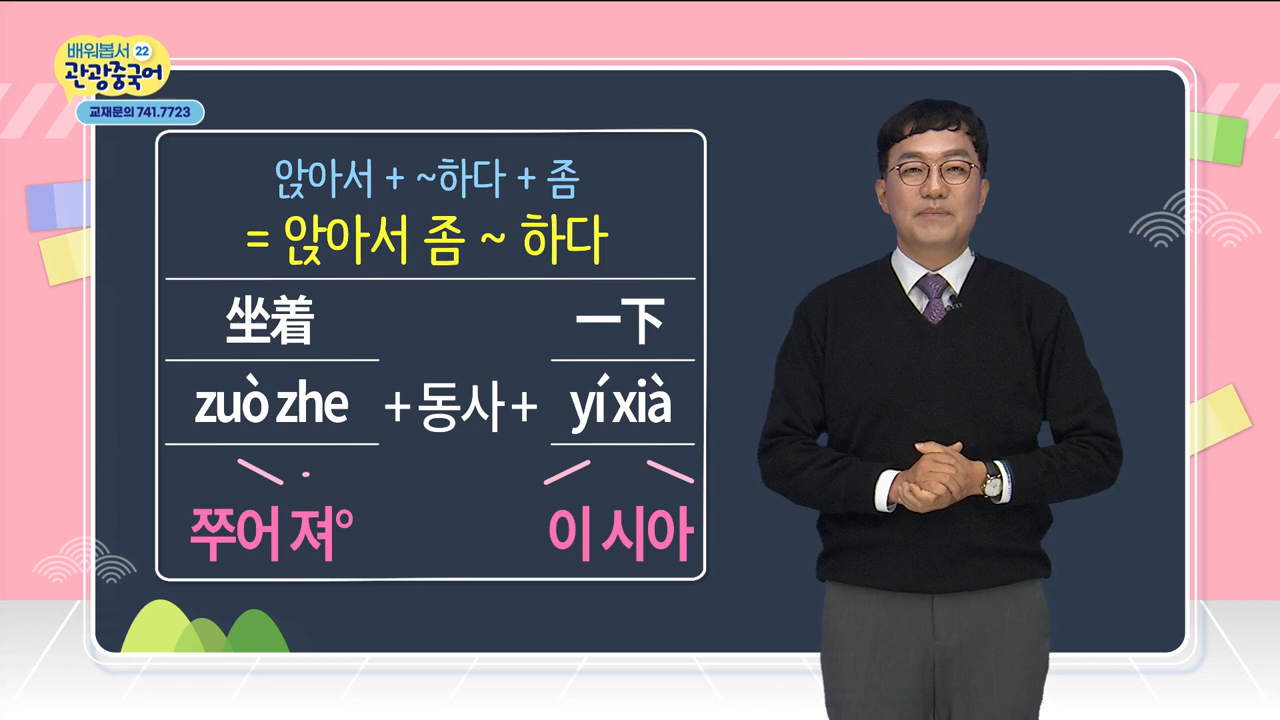 배워봅서 22
관광중국어
교재문의 741.7723
앉아서 + ~하다 + 좀
= 앉아서 좀 ~ 하다
坐着 一下
zuò zhe + 동사 + yí xià
쭈어 져° 이 시아